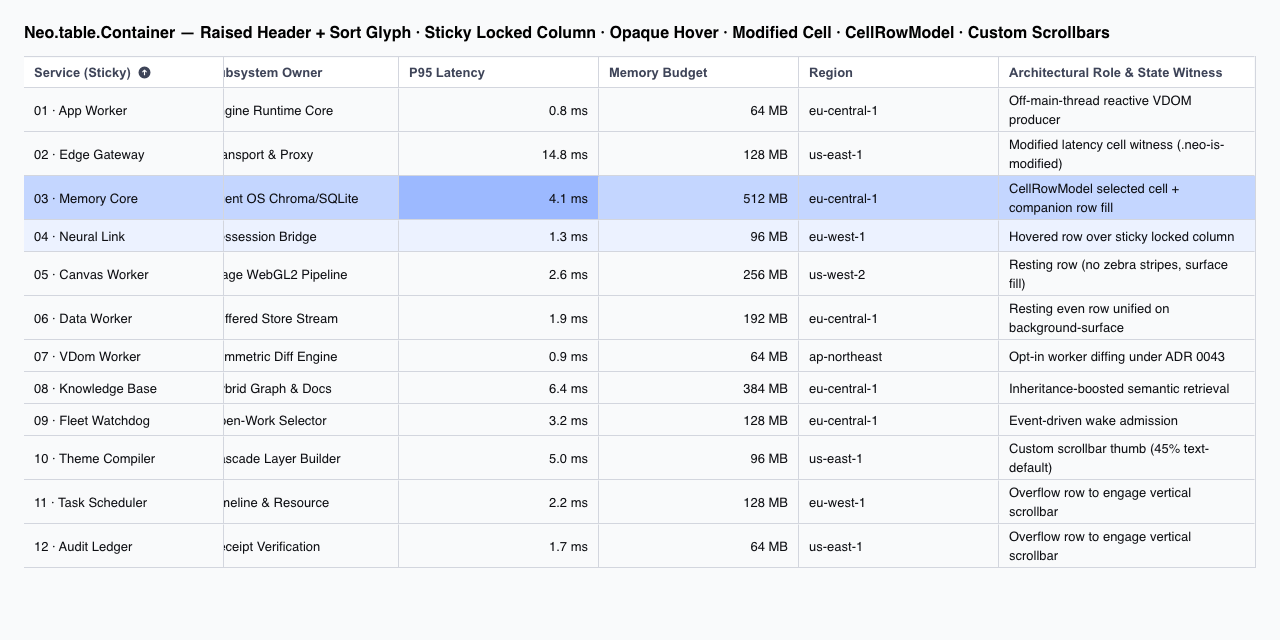 Neo.table.Container — Raised Header + Sort Glyph · Sticky Locked Column · Opaque Hover · Modified Cell · CellRowModel · Custom Scrollbars
Service (Sticky) bsystem Owner P95 Latency Memory Budget Region Architectural Role & State Witness
01 · App Worker gine Runtime Core 0.8 ms 64 MB eu-central-1 Off-main-thread reactive VDOM
producer
02 · Edge Gateway ansport & Proxy 14.8 ms 128 MB us-east-1 Modified latency cell witness (.neo-is-
modified)
03 · Memory Core ent OS Chroma/SQLite 4.1 ms 512 MB eu-central-1 CellRowModel selected cell +
companion row fill
04 · Neural Link ssession Bridge 1.3 ms 96 MB eu-west-1 Hovered row over sticky locked column
05 · Canvas Worker age WebGL2 Pipeline 2.6 ms 256 MB us-west-2 Resting row (no zebra stripes, surface
fill)
06 · Data Worker ffered Store Stream 1.9 ms 192 MB eu-central-1 Resting even row unified on
background-surface
07 · VDom Worker mmetric Diff Engine 0.9 ms 64 MB ap-northeast Opt-in worker diffing under ADR 0043
08 · Knowledge Base brid Graph & Docs 6.4 ms 384 MB eu-central-1 Inheritance-boosted semantic retrieval
09 · Fleet Watchdog en-Work Selector 3.2 ms 128 MB eu-central-1 Event-driven wake admission
10 · Theme Compiler scade Layer Builder 5.0 ms 96 MB us-east-1 Custom scrollbar thumb (45% text-
default)
11 · Task Scheduler meline & Resource 2.2 ms 128 MB eu-west-1 Overflow row to engage vertical
scrollbar
12 · Audit Ledger ceipt Verification 1.7 ms 64 MB us-east-1 Overflow row to engage vertical
scrollbar